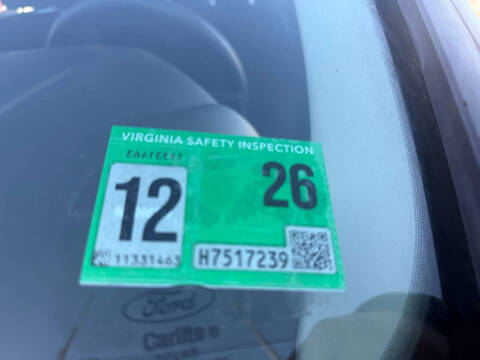 VIRGINIA SAFETY INSPECTION
12
26
11331463
H7517239
Ford
Carlite